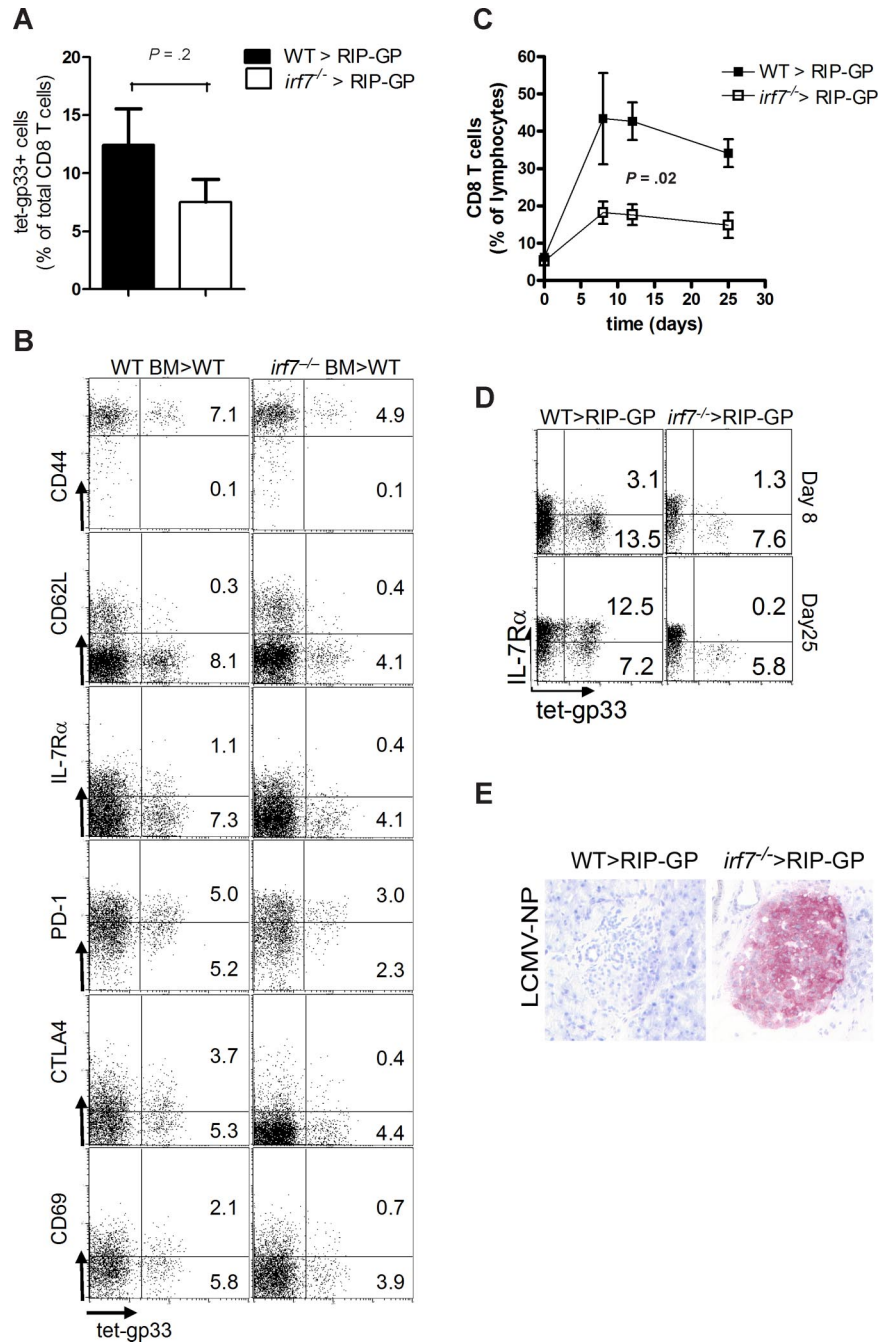 A
P = .2
WT > RIP-GP
irf7-/- > RIP-GP
tet-gp33+ cells
(% of total CD8 T cells)
20
15
10
5
0
B
WT BM>WT
irf7–/– BM>WT
CD44
7.1
4.9
0.1
0.1
CD62L
0.3
0.4
8.1
4.1
IL-7Rα
1.1
0.4
7.3
4.1
PD-1
5.0
3.0
5.2
2.3
CTLA4
3.7
0.4
5.3
4.4
CD69
2.1
0.7
5.8
3.9
tet-gp33
C
WT > RIP-GP
irf7-/-> RIP-GP
CD8 T cells
(% of lymphocytes)
60
50
40
30
20
10
0
P = .02
0 5 10 15 20 25 30
time (days)
D
WT>RIP-GP
irf7-/->RIP-GP
3.1
1.3
Day 8
13.5
7.6
12.5
0.2
Day25
7.2
5.8
IL-7Rα
tet-gp33
E
WT>RIP-GP
irf7-/->RIP-GP
LCMV-NP